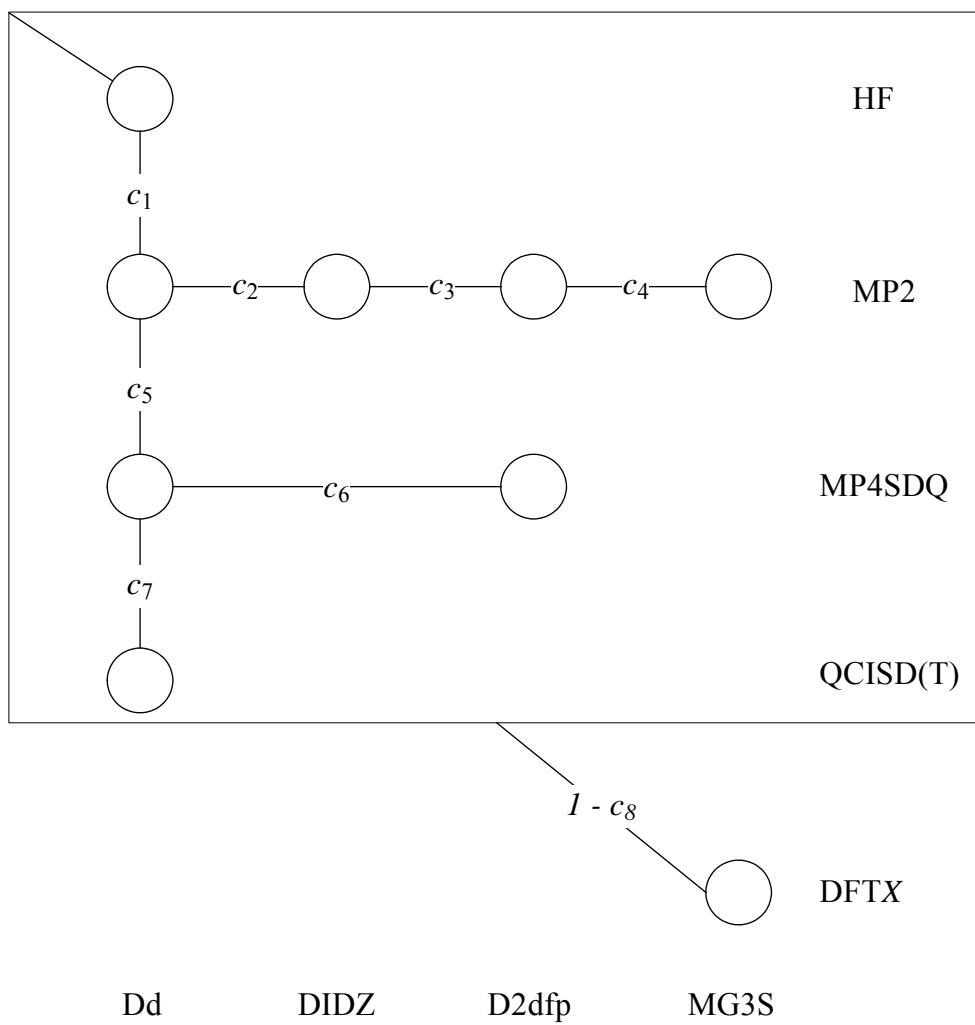 HF
c1
c2 c3 c4 MP2
c5
c6 MP4SDQ
c7
QCISD(T)
1 - c8
DFTX
Dd DIDZ D2dfp MG3S